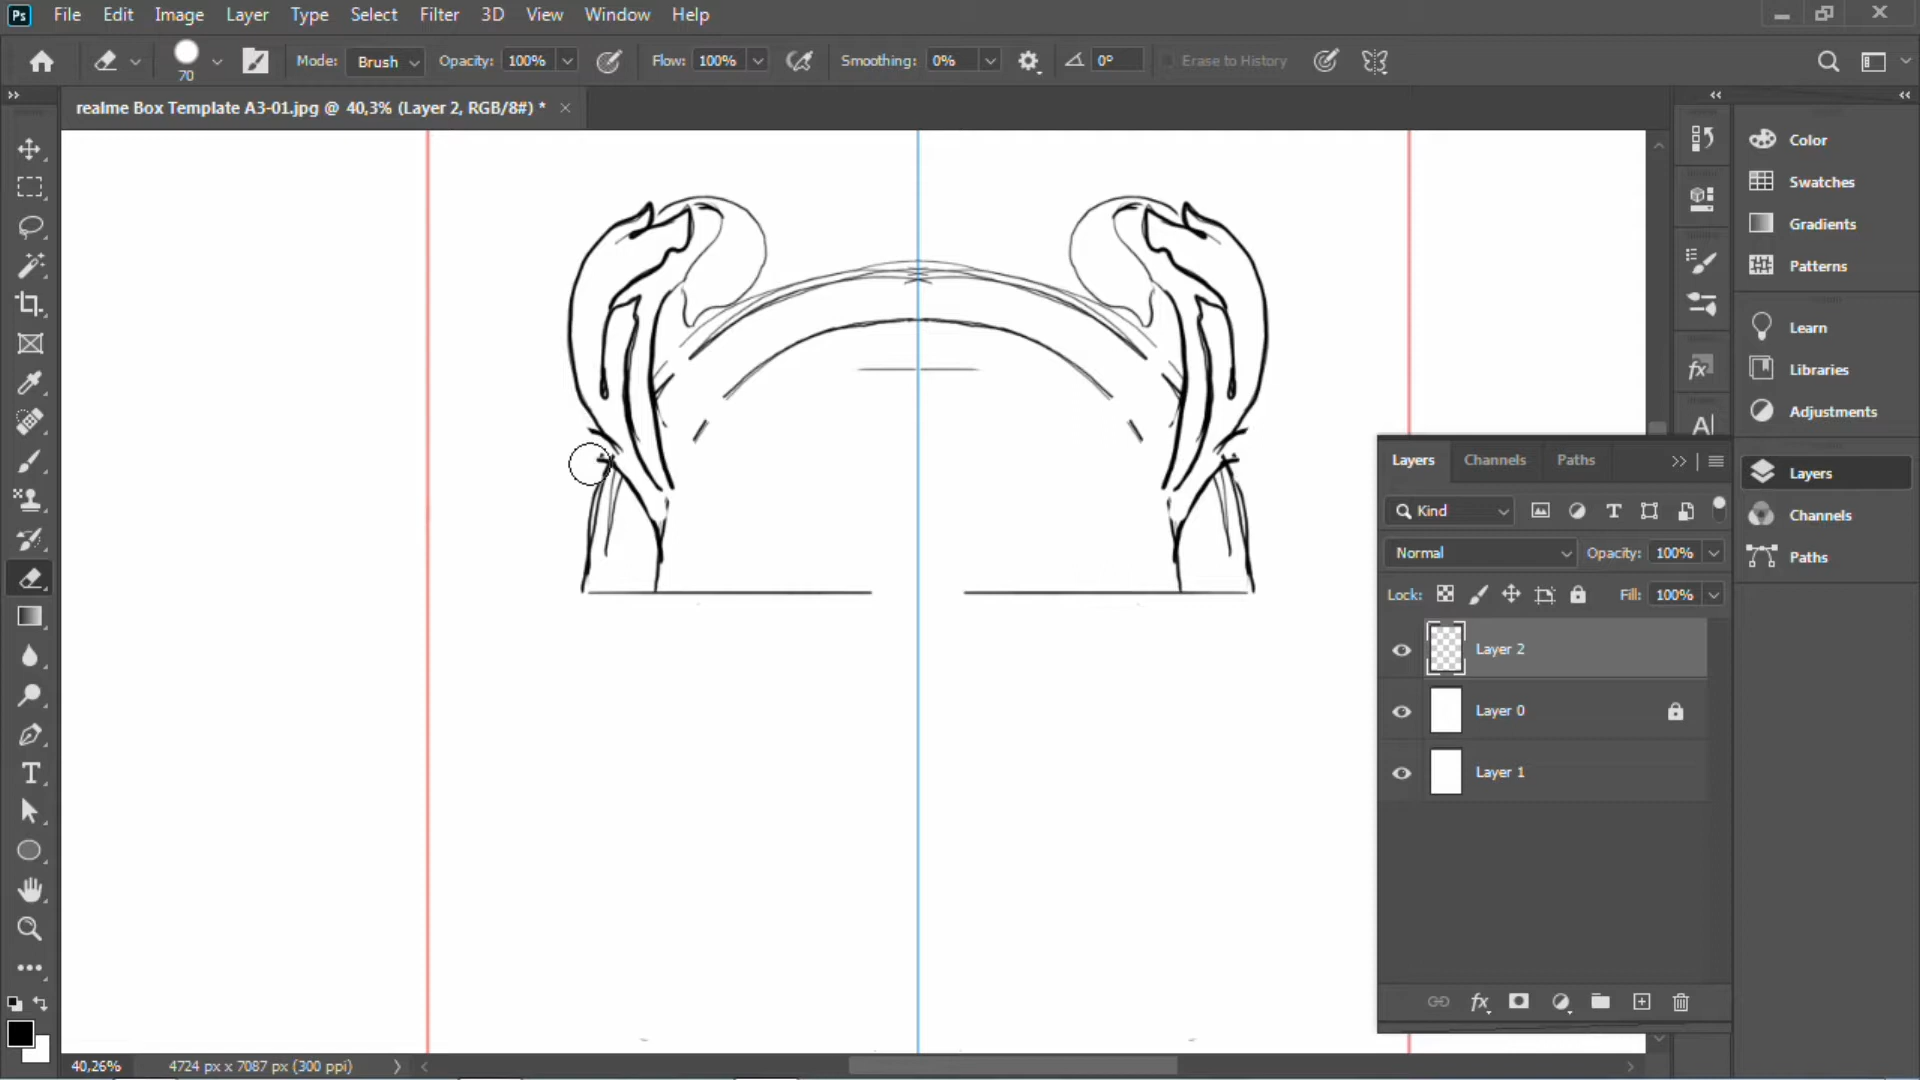 Ps File Edit Image Layer Type Select Filter 3D View Window Help
70 Mode: Brush Opacity: 100% Flow: 100% Smoothing: 0% 0° Erase to History
realme Box Template A3-01.jpg @ 40,3% (Layer 2, RGB/8#) *
Color
Swatches
Gradients
Patterns
Learn
Libraries
Adjustments
Layers
Channels
Paths
Layers Channels Paths
Kind
Normal Opacity: 100%
Lock: Fill: 100%
Layer 2
Layer 0
Layer 1
fx
40,26% 4724 px x 7087 px (300 ppi)